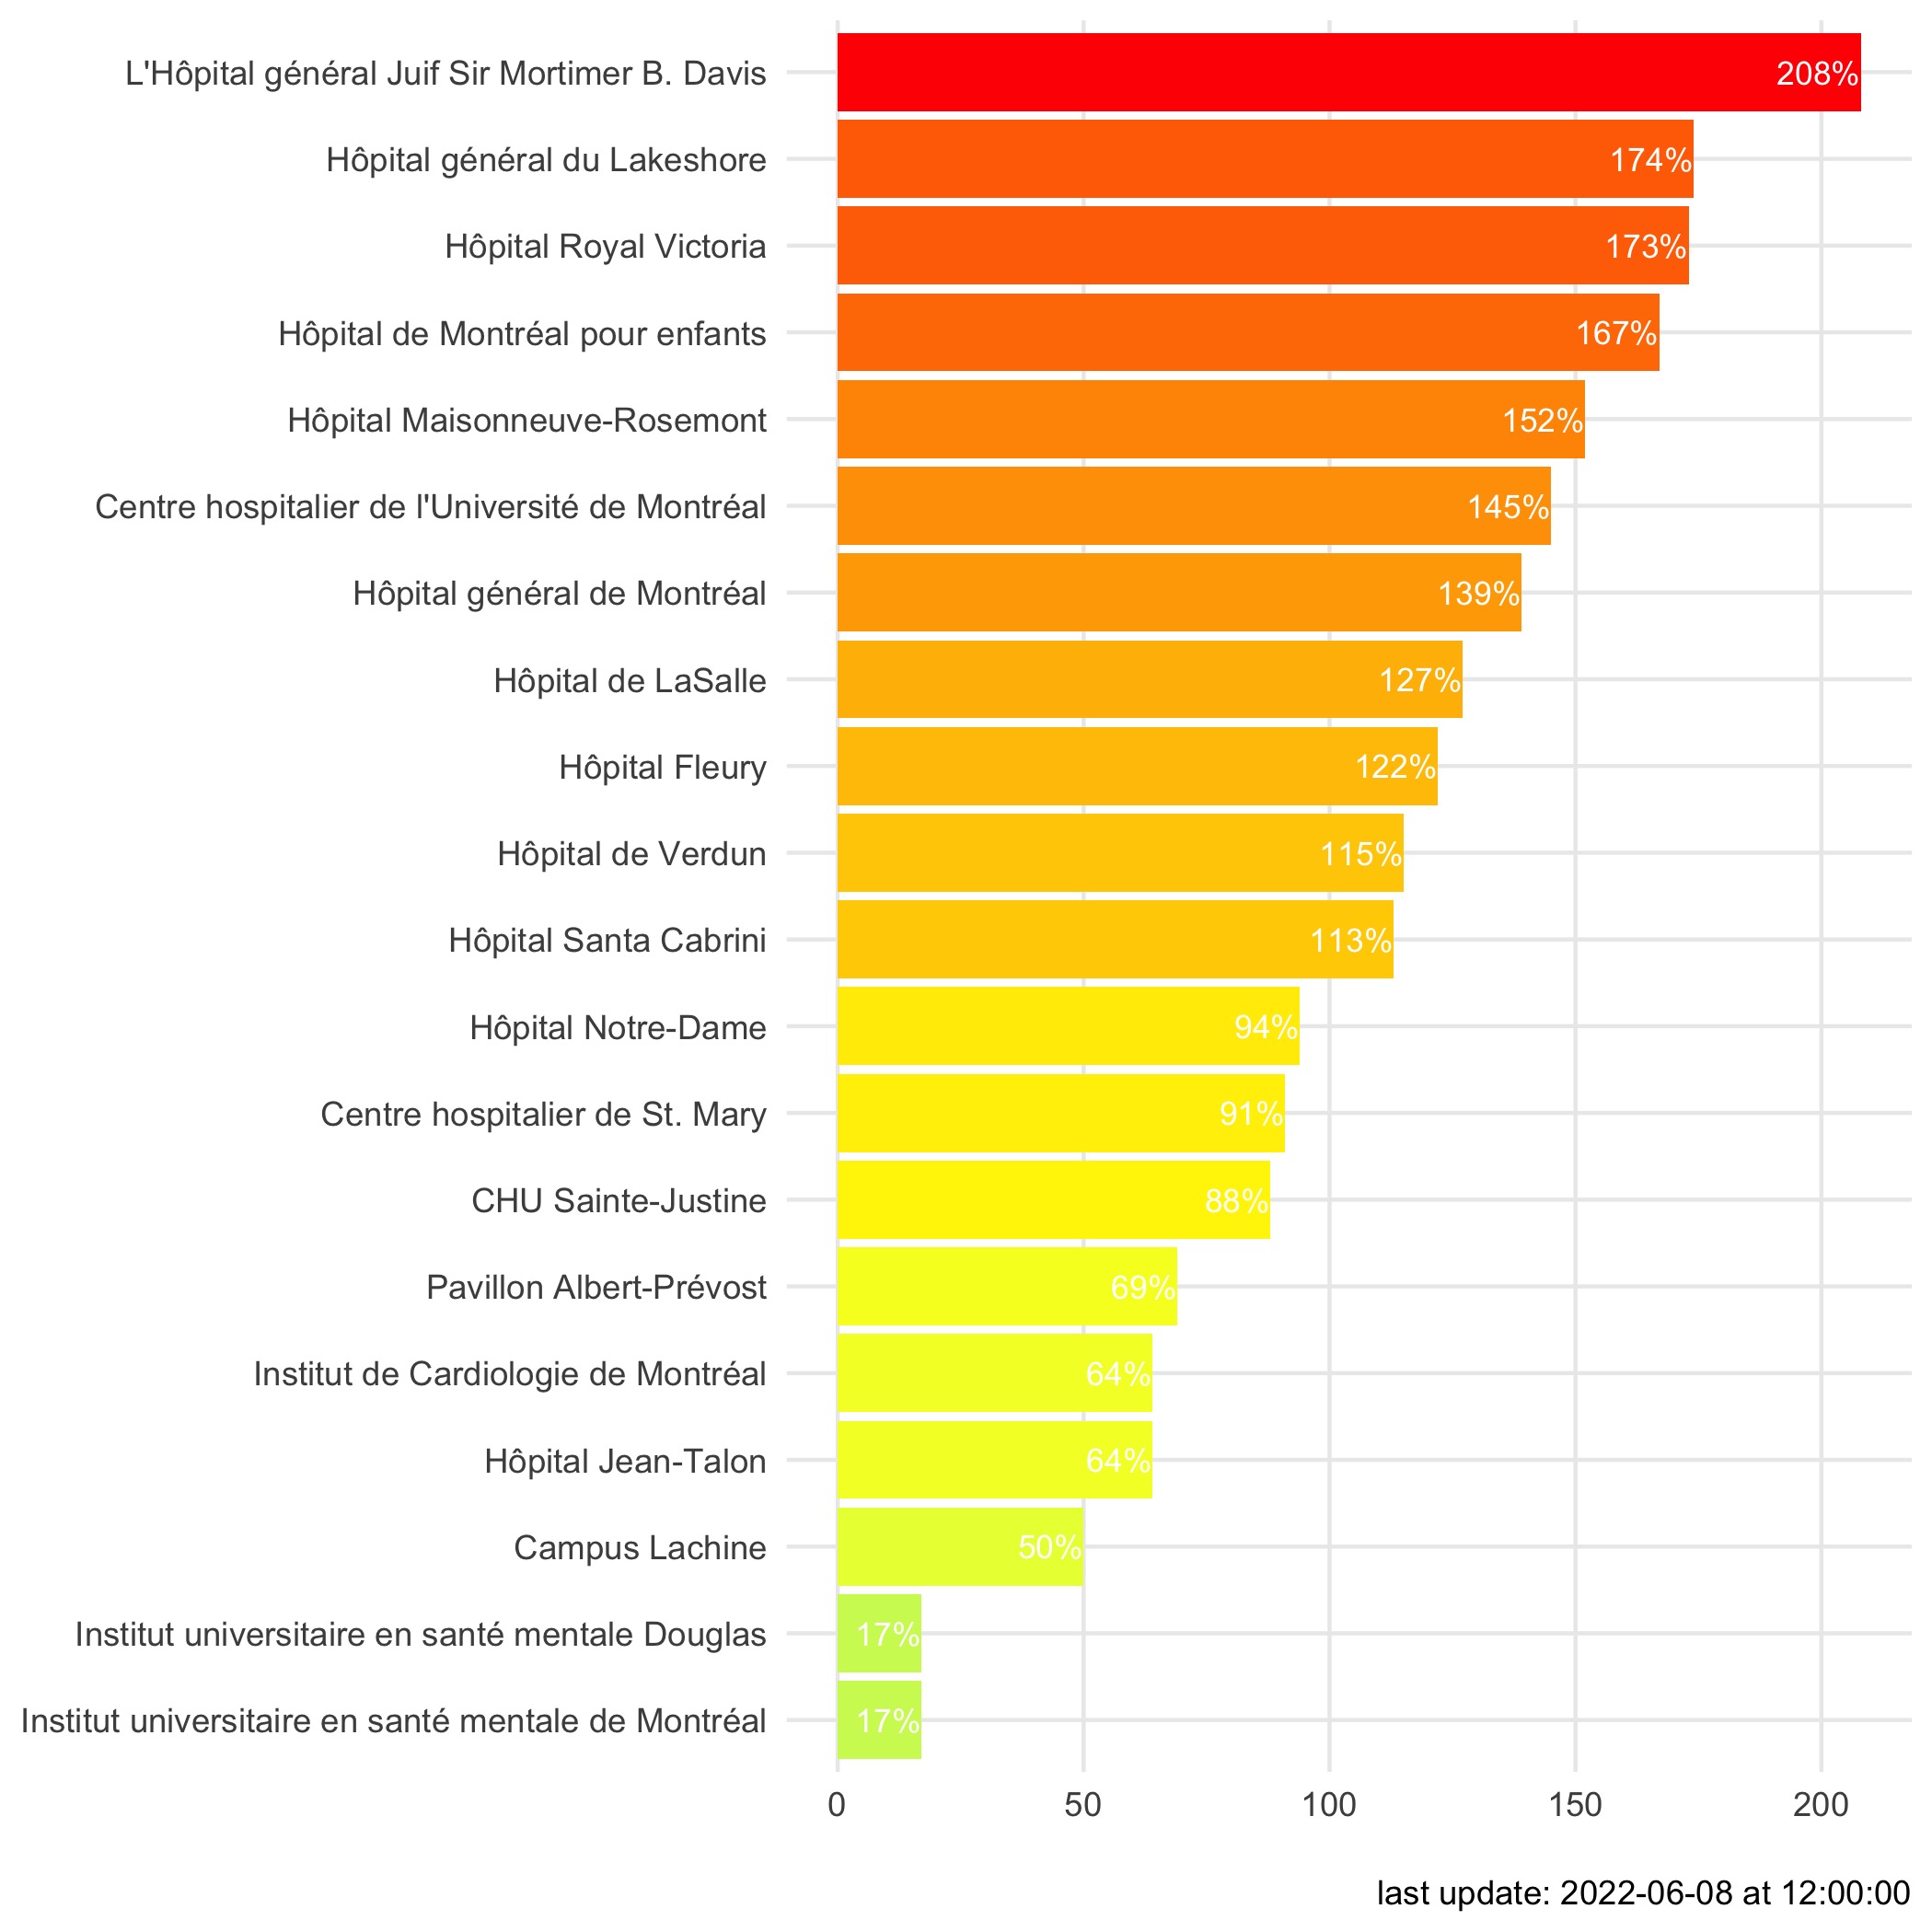 L'Hôpital général Juif Sir Mortimer B. Davis 208%
Hôpital général du Lakeshore 174%
Hôpital Royal Victoria 173%
Hôpital de Montréal pour enfants 167%
Hôpital Maisonneuve-Rosemont 152%
Centre hospitalier de l'Université de Montréal 145%
Hôpital général de Montréal 139%
Hôpital de LaSalle 127%
Hôpital Fleury 122%
Hôpital de Verdun 115%
Hôpital Santa Cabrini 113%
Hôpital Notre-Dame 94%
Centre hospitalier de St. Mary 91%
CHU Sainte-Justine 88%
Pavillon Albert-Prévost 69%
Institut de Cardiologie de Montréal 64%
Hôpital Jean-Talon 64%
Campus Lachine 50%
Institut universitaire en santé mentale Douglas 17%
Institut universitaire en santé mentale de Montréal 17%
0 50 100 150 200
last update: 2022-06-08 at 12:00:00